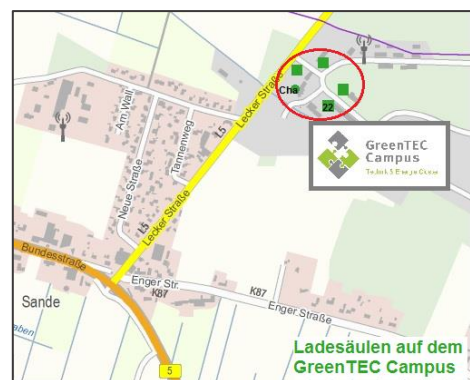 Cha
22
GreenTEC
Campus
Am Wall
Tannenweg
L5
Lecker Straße
Neue Straße
L5
Lecker Straße
Bundesstraße
Enger Str.
K87
K87
Enger Straße
Sande
5
Ladesäulen auf dem
GreenTEC Campus